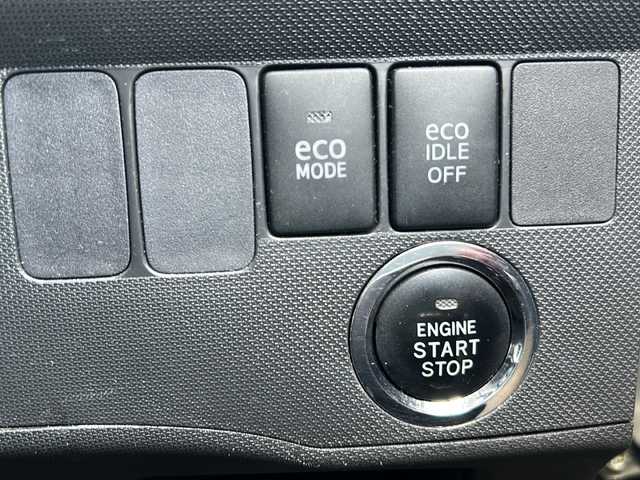 eco
MODE
eco
IDLE
OFF
ENGINE
START
STOP